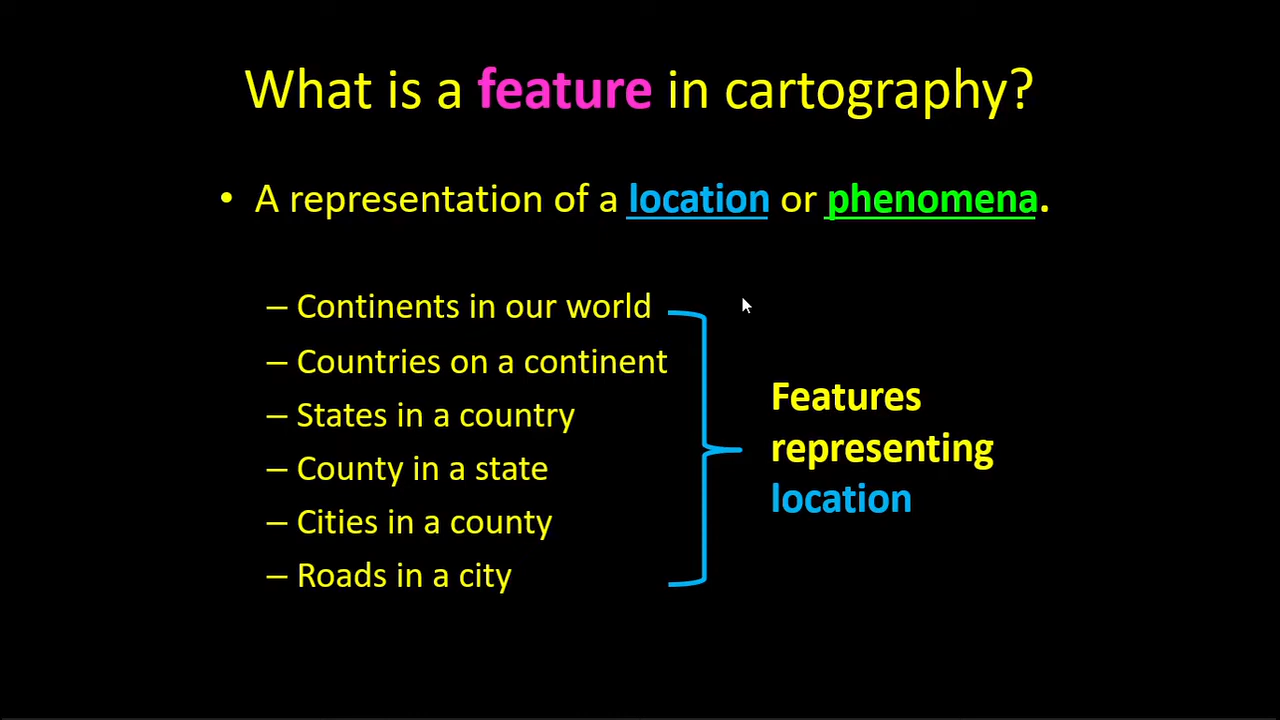 What is a feature in cartography?
• A representation of a location or phenomena.
– Continents in our world
– Countries on a continent
– States in a country
– County in a state
– Cities in a county
– Roads in a city
Features
representing
location